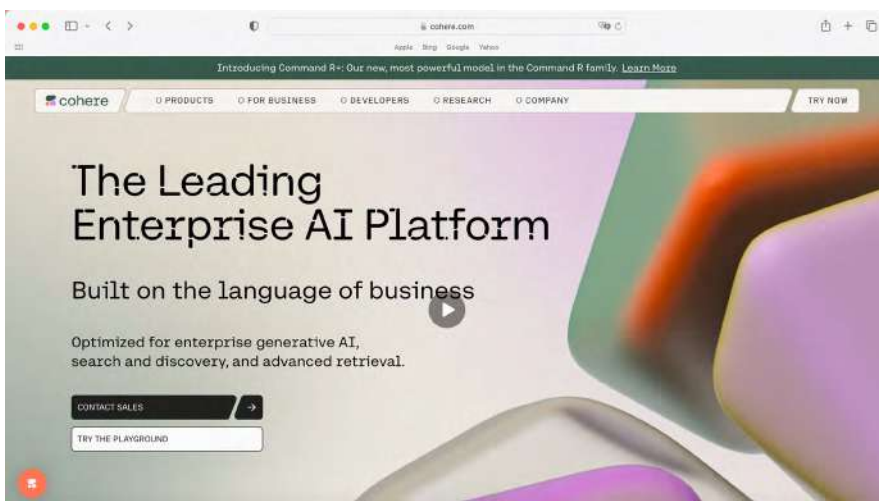 cohere.com
Apple Bing Google Yahoo
Introducing Command R+: Our new, most powerful model in the Command R family. Learn More
cohere
PRODUCTS
FOR BUSINESS
DEVELOPERS
RESEARCH
COMPANY
TRY NOW
The Leading
Enterprise AI Platform
Built on the language of business
Optimized for enterprise generative AI,
search and discovery, and advanced retrieval.
CONTACT SALES
TRY THE PLAYGROUND